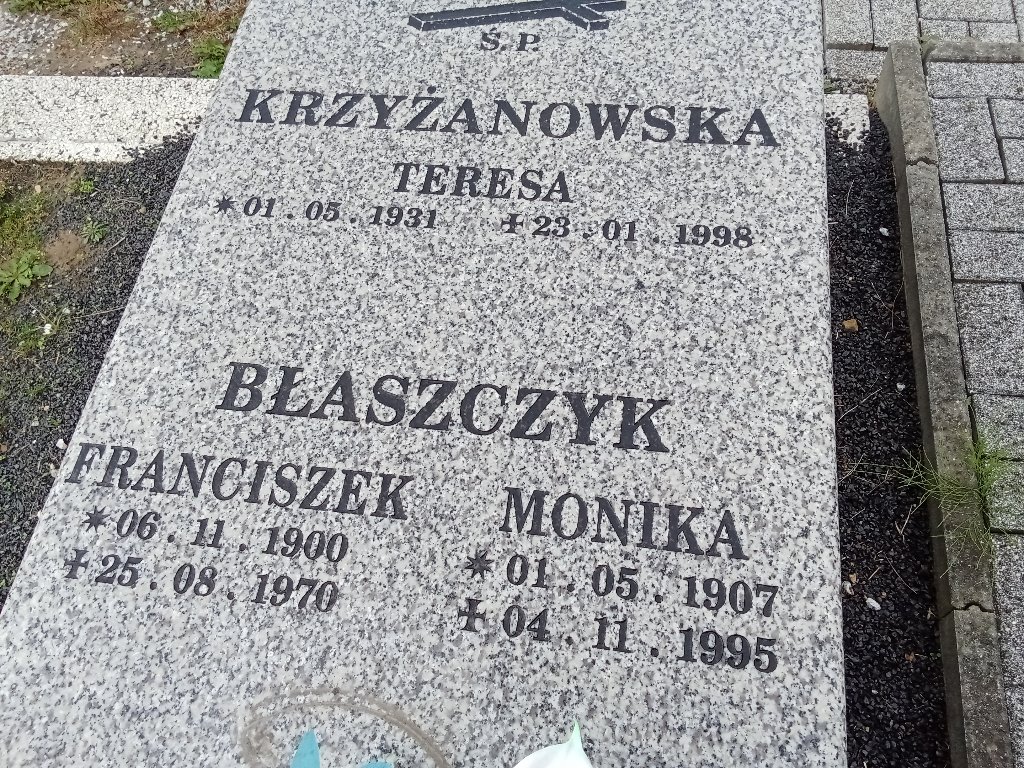 Ś.P.
KRZYŻANOWSKA
TERESA
*01.05.1931 +23.01.1998
BŁASZCZYK
FRANCISZEK MONIKA
*06.11.1900 *01.05.1907
+25.08.1970 +04.11.1995